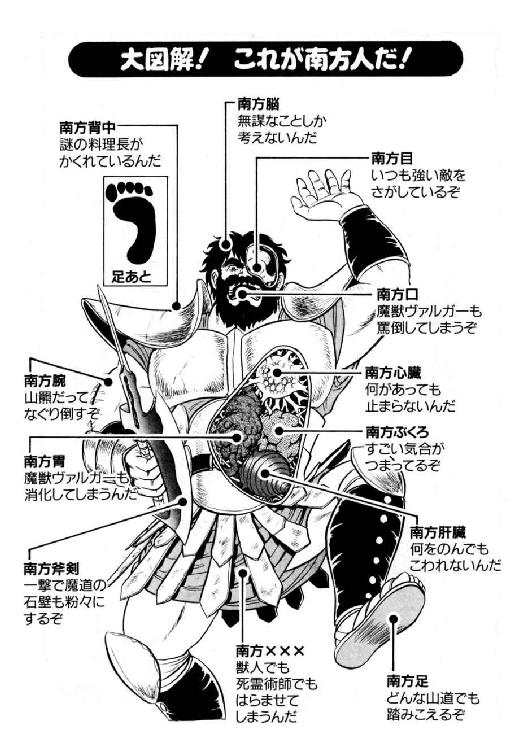 大図解！ これが南方人だ！
南方脳
無謀なことしか
考えないんだ
南方背中
謎の料理長が
かくれているんだ
南方目
いつも強い敵を
さがしているぞ
足あと
南方口
魔獣ヴァルガーも
罵倒してしまうぞ
南方腕
山羆だって
なぐり倒すぞ
南方心臓
何があっても
止まらないんだ
南方ぶくろ
すごい気合が
つまってるぞ
南方胃
魔獣ヴァルガーも
消化してしまうんだ
南方肝臓
何をのんでも
こわれないんだ
南方斧剣
一撃で魔道の
石壁も粉々に
するぞ
南方×××
獣人でも
死霊術師でも
はらませて
しまうんだ
南方足
どんな山道でも
踏みこえるぞ